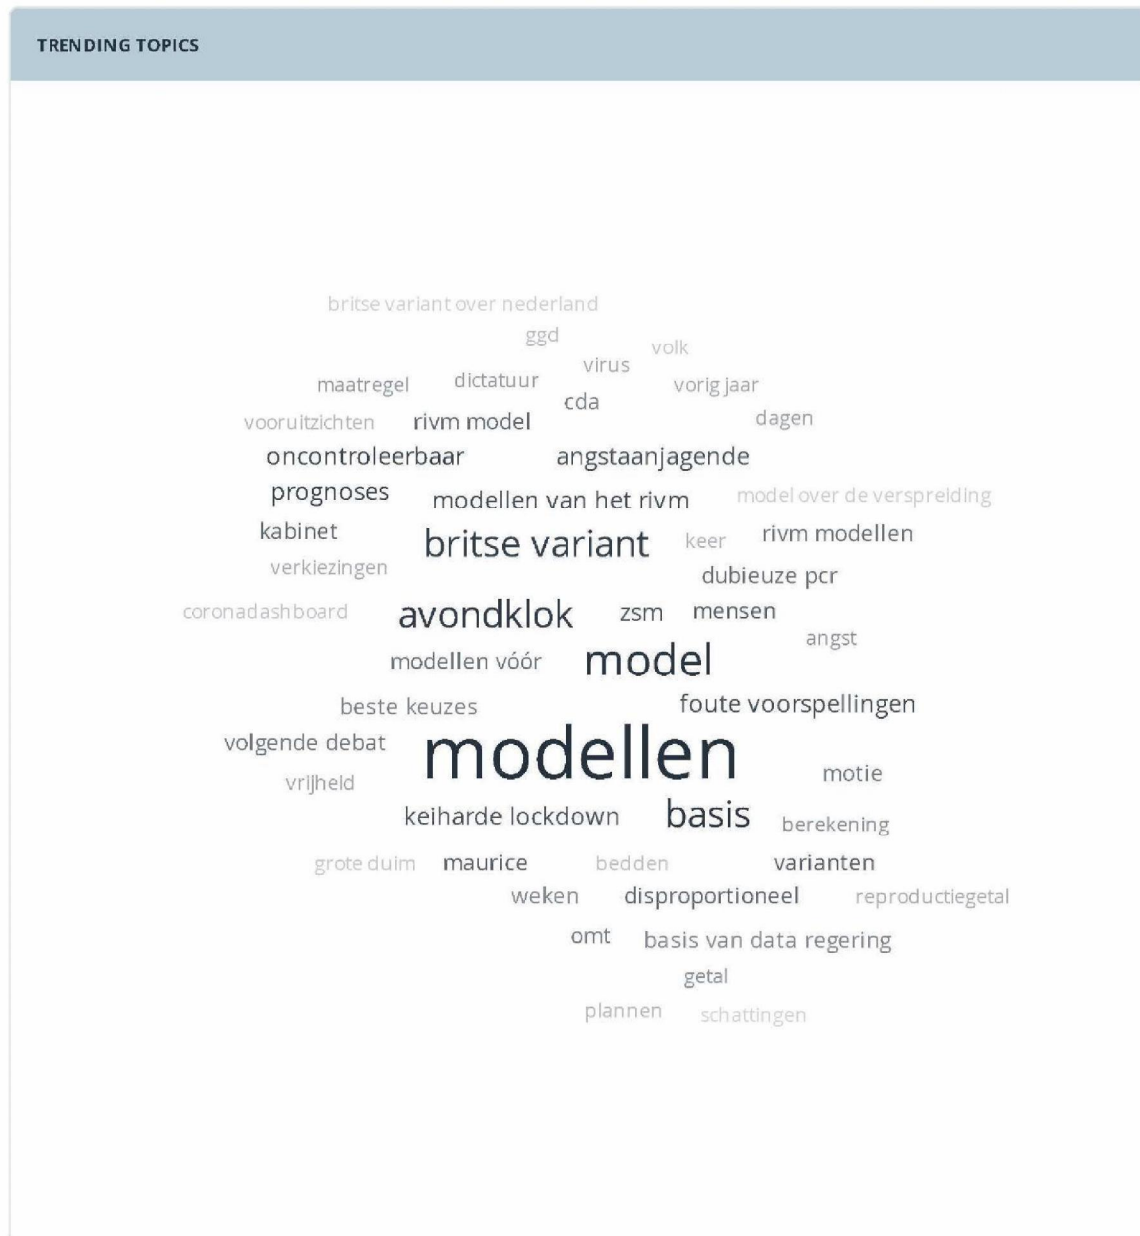 TRENDING TOPICS
britse variant over nederland
ggd
volk
virus
maatregel dictatuur vorig jaar
cda
vooruitzichten rivm model dagen
oncontroleerbaar angstaanjagende
prognoses modellen van het rivm model over de verspreiding
kabinet britse variant keer rivm modellen
verkiezingen dubieuze pcr
coronadashboard avondklok zsm mensen
angst
modellen vóór model
beste keuzes foute voorspellingen
volgende debat modellen
vrijheid motie
keiharde lockdown basis berekening
grote duim maurice bedden varianten
weken disproportioneel reproductiegetal
omt basis van data regering
getal
plannen schattingen